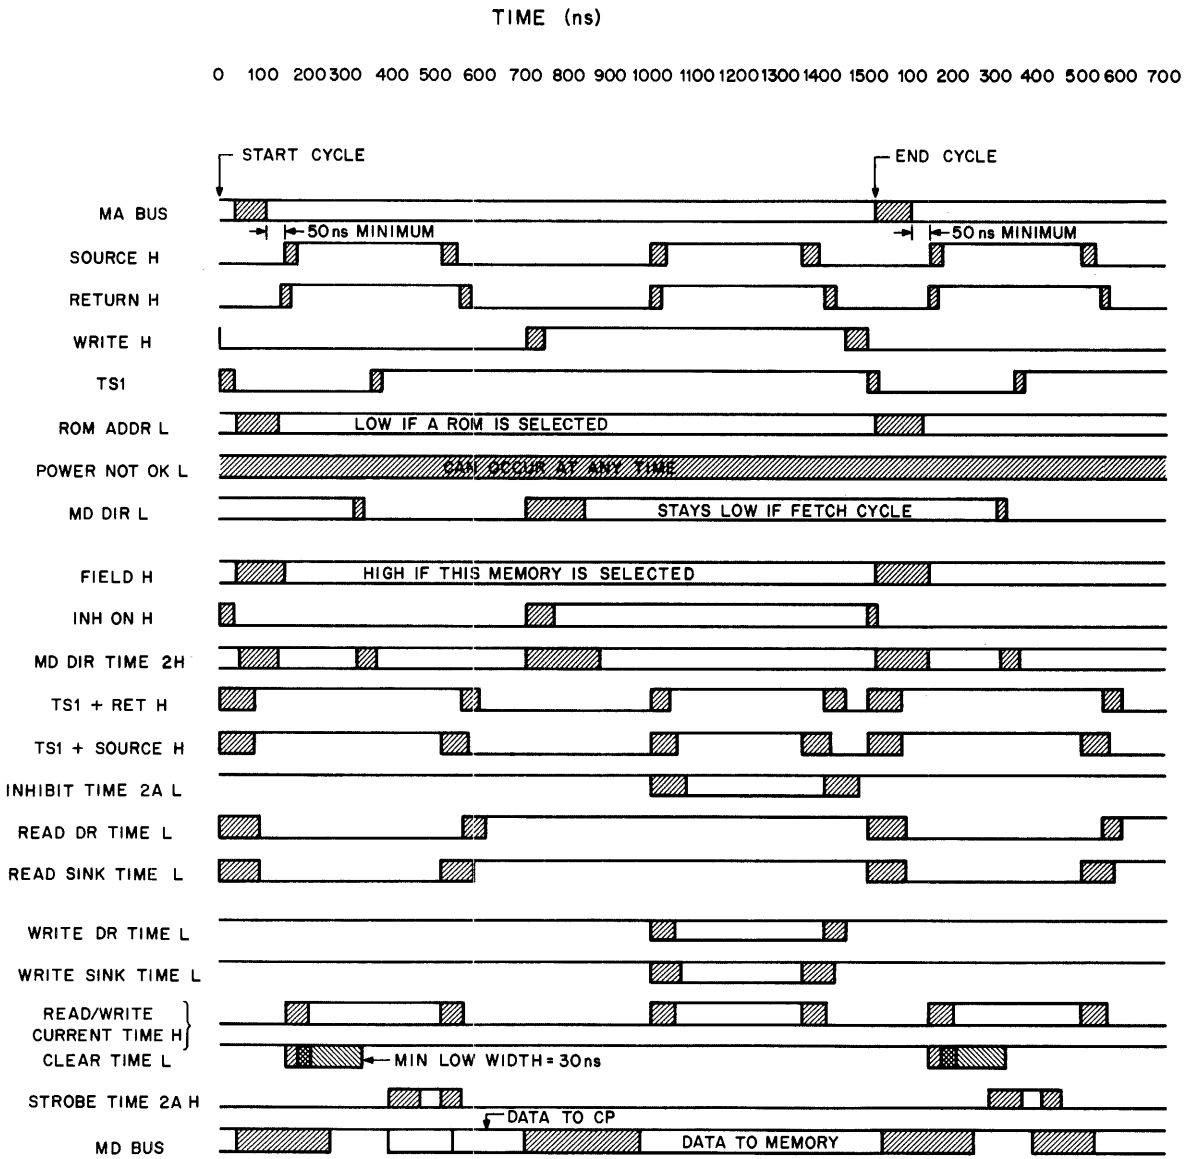 TIME (ns)
0 100 200 300 400 500 600 700 800 900 1000 1100 1200 1300 1400 1500 100 200 300 400 500 600 700
START CYCLE
END CYCLE
MA BUS
50ns MINIMUM
50ns MINIMUM
SOURCE H
RETURN H
WRITE H
TS1
ROM ADDR L
LOW IF A ROM IS SELECTED
POWER NOT OK L
CAN OCCUR AT ANY TIME
MD DIR L
STAYS LOW IF FETCH CYCLE
FIELD H
HIGH IF THIS MEMORY IS SELECTED
INH ON H
MD DIR TIME 2H
TS1 + RET H
TS1 + SOURCE H
INHIBIT TIME 2A L
READ DR TIME L
READ SINK TIME L
WRITE DR TIME L
WRITE SINK TIME L
READ/WRITE
CURRENT TIME H
CLEAR TIME L
MIN LOW WIDTH = 30ns
STROBE TIME 2A H
DATA TO CP
MD BUS
DATA TO MEMORY